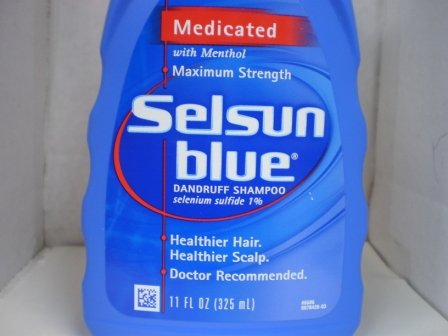 Medicated
with Menthol
• Maximum Strength
Selsun
blue®
DANDRUFF SHAMPOO
selenium sulfide 1%
• Healthier Hair.
Healthier Scalp.
• Doctor Recommended.
11 FL OZ (325 mL)